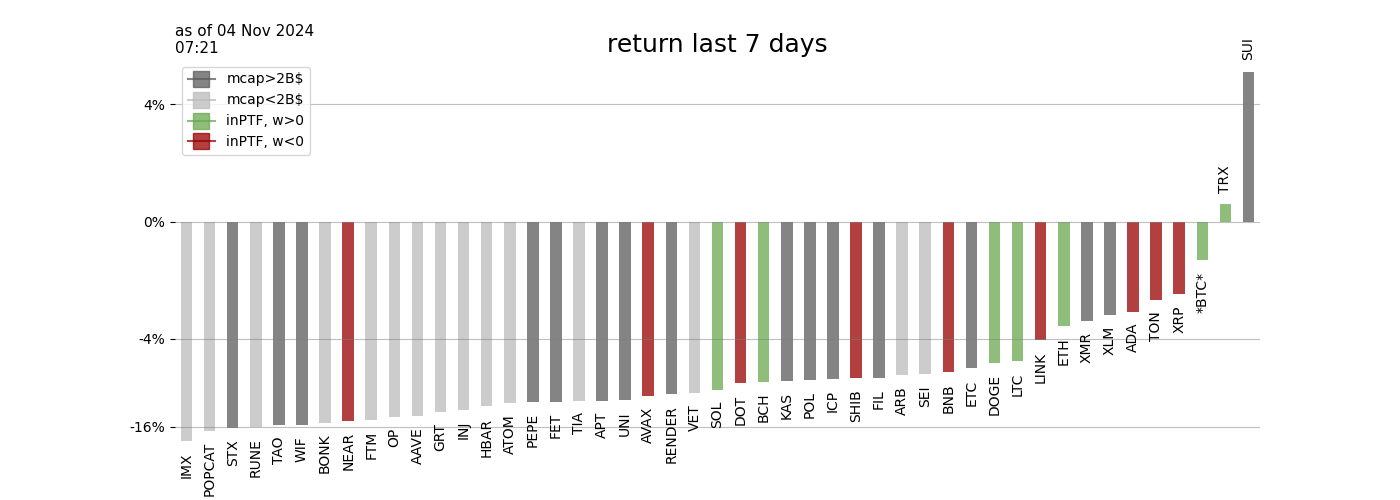 as of 04 Nov 2024
07:21
return last 7 days
mcap>2B$
mcap<2B$
inPTF, w>0
inPTF, w<0
4%
0%
-4%
-16%
IMX
POPCAT
STX
RUNE
TAO
WIF
BONK
NEAR
FTM
OP
AAVE
GRT
INJ
HBAR
ATOM
PEPE
FET
TIA
APT
UNI
AVAX
RENDER
VET
SOL
DOT
BCH
KAS
POL
ICP
SHIB
FIL
ARB
SEI
BNB
ETC
DOGE
LTC
LINK
ETH
XMR
XLM
ADA
TON
XRP
*BTC*
TRX
SUI